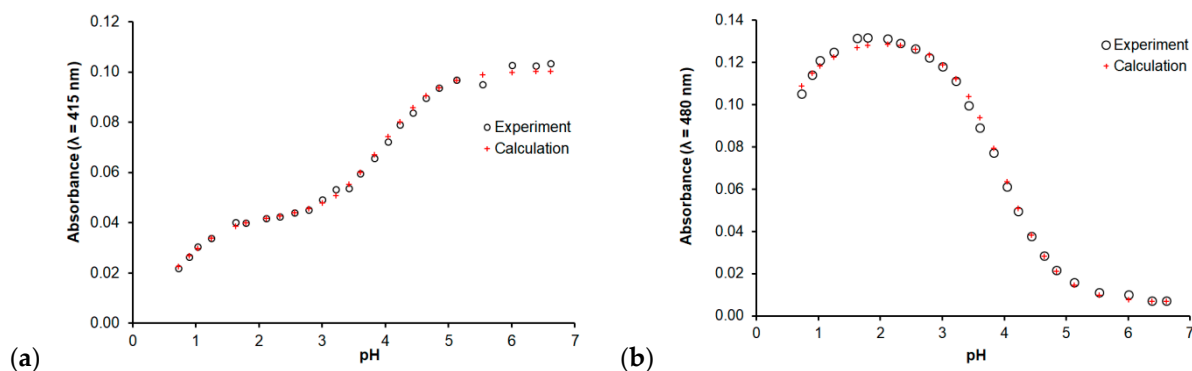 Absorbance (λ = 415 nm)
0.12
0.10
0.08
0.06
0.04
0.02
0.00
Experiment
Calculation
0 1 2 3 4 5 6 7
pH
(a)
Absorbance (λ = 480 nm)
0.14
0.12
0.10
0.08
0.06
0.04
0.02
0.00
Experiment
Calculation
0 1 2 3 4 5 6 7
pH
(b)